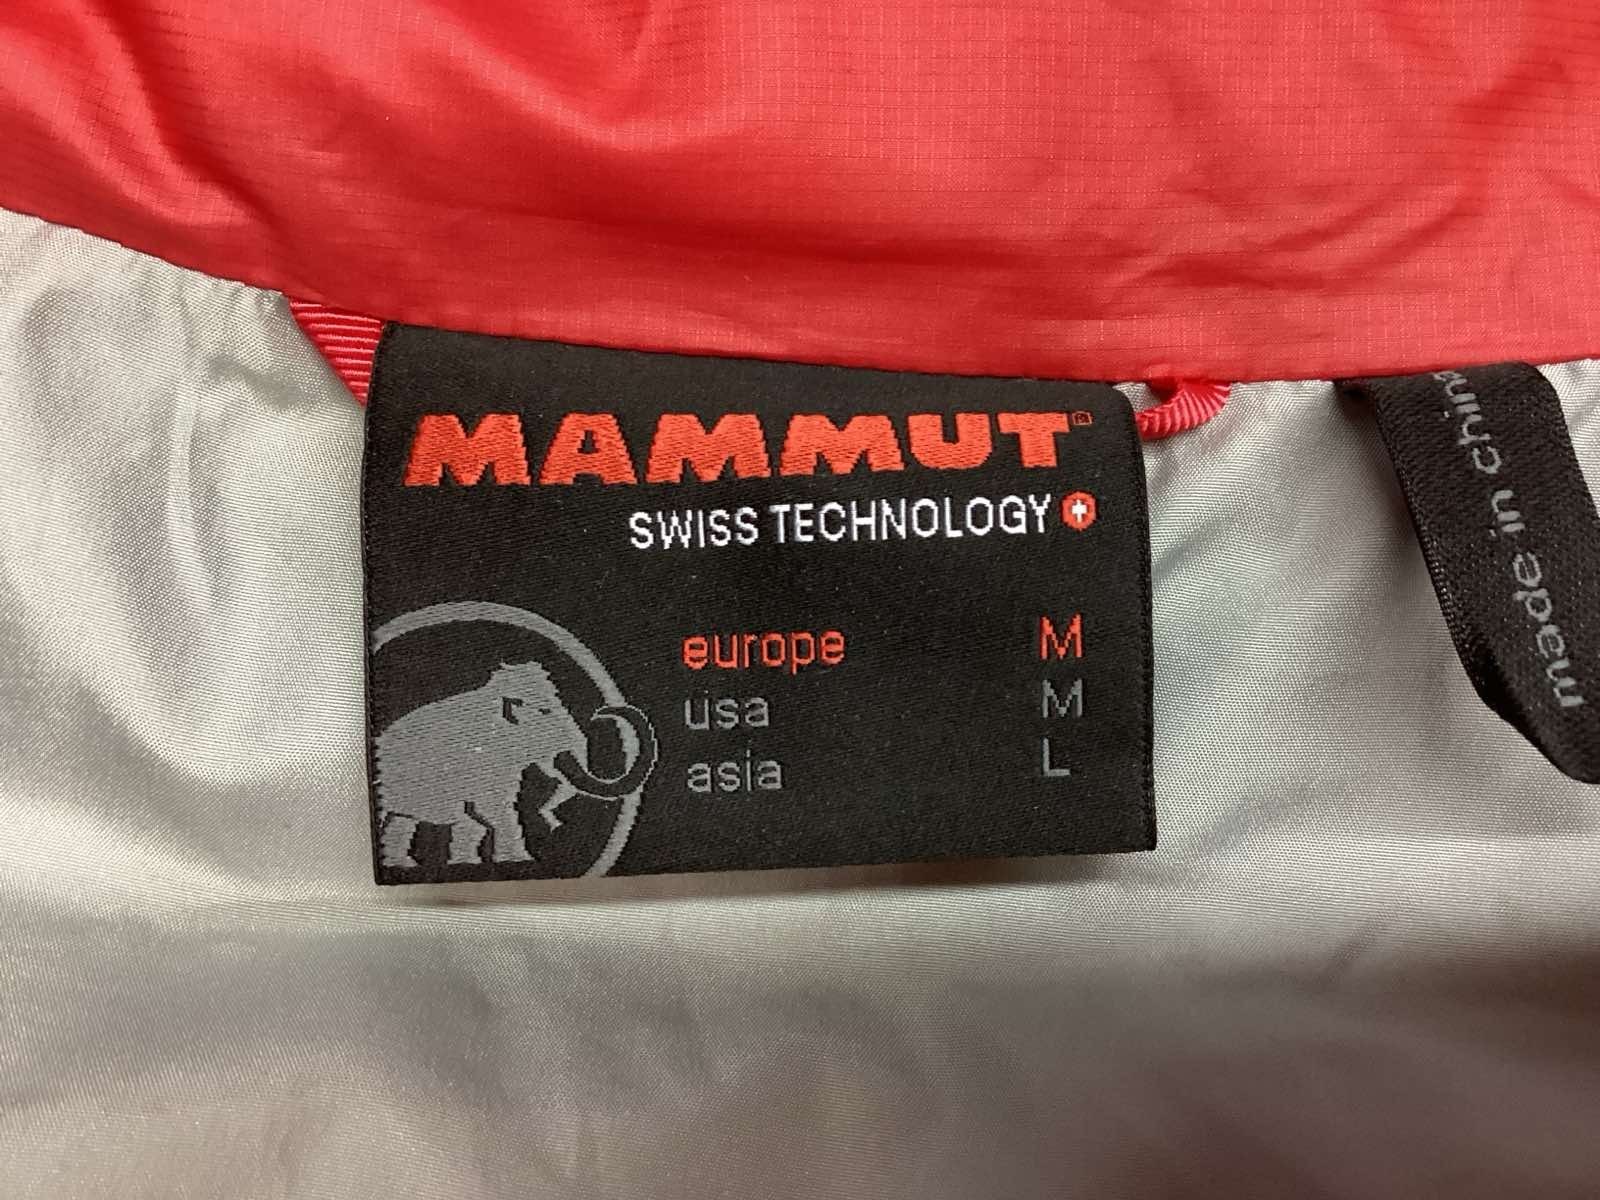 MAMMUT®
SWISS TECHNOLOGY
europe M
usa M
asia L
made in china